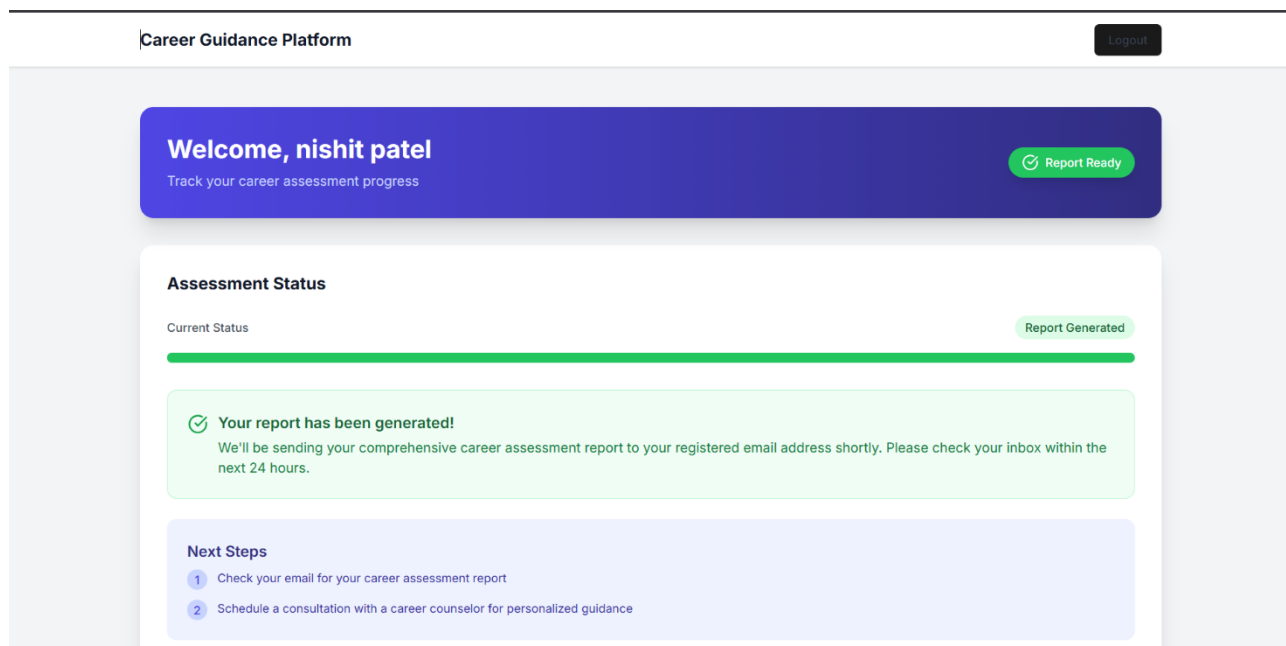 Career Guidance Platform
Logout
Welcome, nishit patel
Track your career assessment progress
Report Ready
Assessment Status
Current Status
Report Generated
Your report has been generated!
We'll be sending your comprehensive career assessment report to your registered email address shortly. Please check your inbox within the
next 24 hours.
Next Steps
1 Check your email for your career assessment report
2 Schedule a consultation with a career counselor for personalized guidance